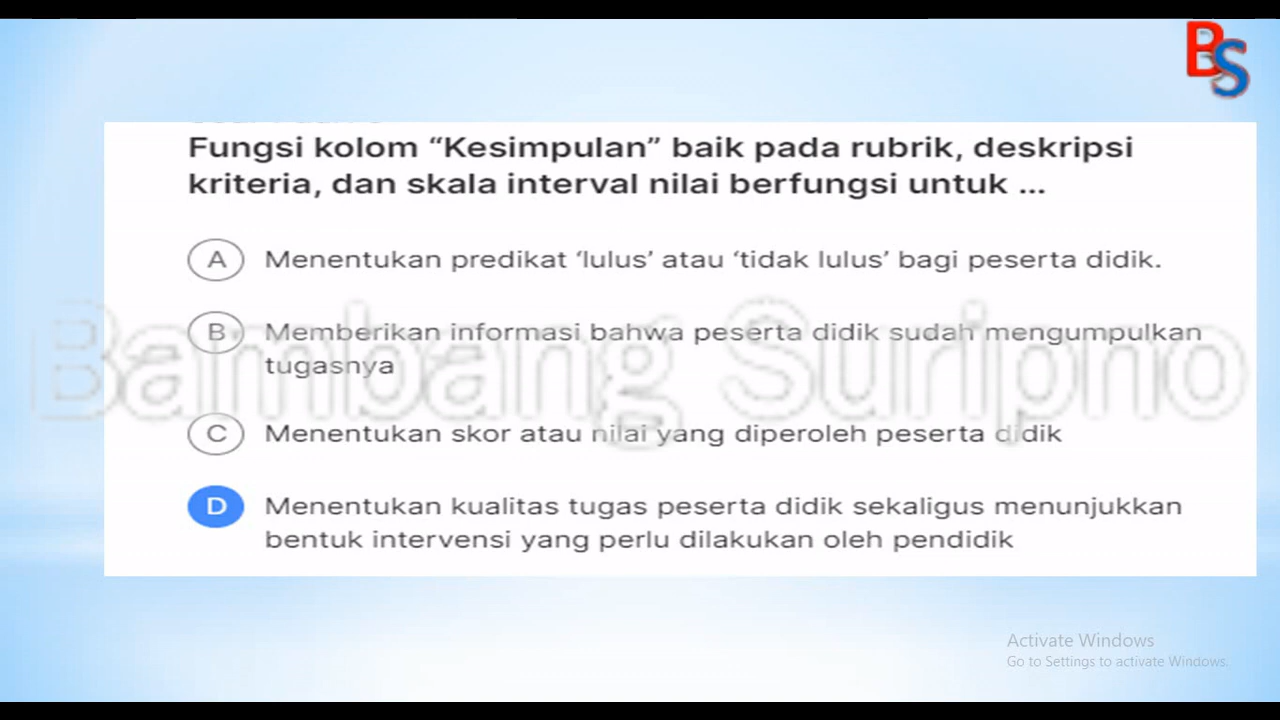 BS
Fungsi kolom “Kesimpulan” baik pada rubrik, deskripsi
kriteria, dan skala interval nilai berfungsi untuk ...
A Menentukan predikat ‘lulus’ atau ‘tidak lulus’ bagi peserta didik.
B Memberikan informasi bahwa peserta didik sudah mengumpulkan
tugasnya
Bambang Suripno
C Menentukan skor atau nilai yang diperoleh peserta didik
D Menentukan kualitas tugas peserta didik sekaligus menunjukkan
bentuk intervensi yang perlu dilakukan oleh pendidik
Activate Windows
Go to Settings to activate Windows.